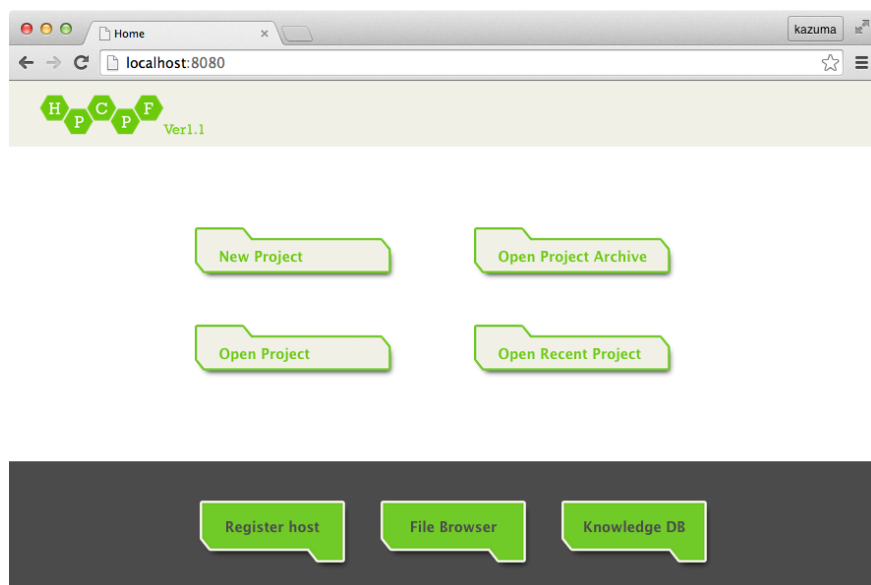 Home
kazuma
localhost:8080
HPCPF
Ver1.1
New Project
Open Project Archive
Open Project
Open Recent Project
Register host
File Browser
Knowledge DB